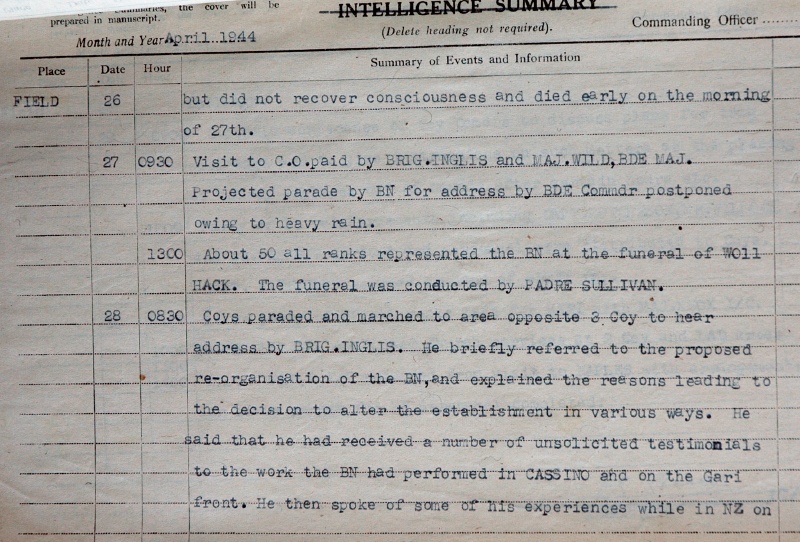 summaries, the cover will be
prepared in manuscript.
INTELLIGENCE SUMMARY
(Delete heading not required).
Commanding Officer ........
Month and Year April 1944
Place Date Hour Summary of Events and Information
FIELD 26 but did not recover consciousness and died early on the morning
of 27th.
27 0930 Visit to C.O.paid by BRIG.INGLIS and MAJ.WILD,BDE MAJ.
Projected parade by BN for address by BDE Commdr postponed
owing to heavy rain.
1300 About 50 all ranks represented the BN at the funeral of WOll
HACK. The funeral was conducted by PADRE SULLIVAN.
28 0830 Coys paraded and marched to area opposite 3 Coy to hear
address by BRIG.INGLIS. He briefly referred to the proposed
re-organisation of the BN,and explained the reasons leading to
the decision to alter the establishment in various ways. He
said that he had received a number of unsolicited testimonials
to the work the BN had performed in CASSINO and on the Gari
front. He then spoke of some of his experiences while in NZ on